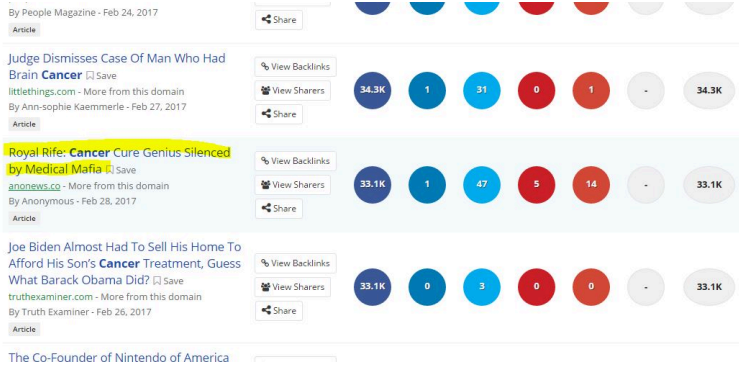 By People Magazine - Feb 24, 2017
Article
Share
Judge Dismisses Case Of Man Who Had
Brain Cancer Save
littlethings.com - More from this domain
By Ann-sophie Kaemmerle - Feb 27, 2017
Article
View Backlinks
View Sharers
Share
34.3K 1 31 0 1 - 34.3K
Royal Rife: Cancer Cure Genius Silenced
by Medical Mafia Save
anonews.co - More from this domain
By Anonymous - Feb 28, 2017
Article
View Backlinks
View Sharers
Share
33.1K 1 47 5 14 - 33.1K
Joe Biden Almost Had To Sell His Home To
Afford His Son's Cancer Treatment, Guess
What Barack Obama Did? Save
truthexaminer.com - More from this domain
By Truth Examiner - Feb 26, 2017
Article
View Backlinks
View Sharers
Share
33.1K 0 3 0 0 - 33.1K
The Co-Founder of Nintendo of America